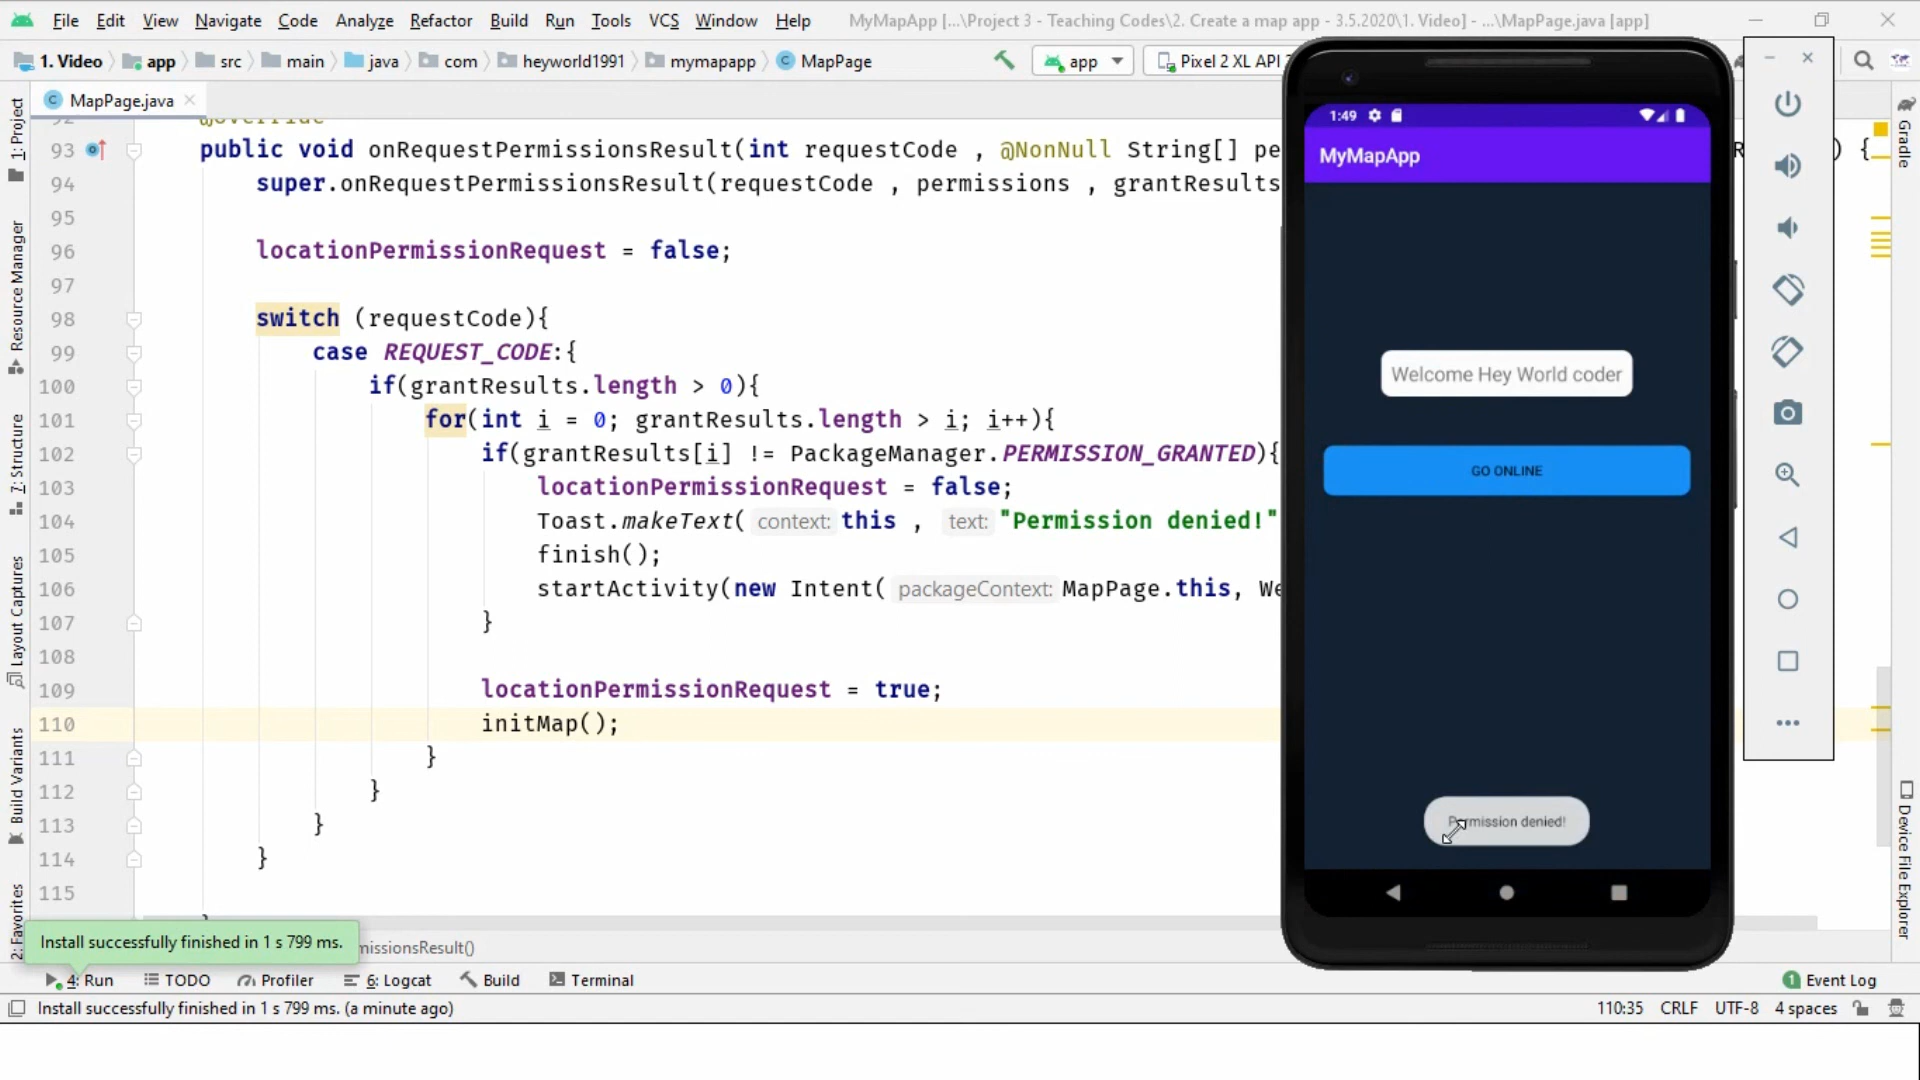 File Edit View Navigate Code Analyze Refactor Build Run Tools VCS Window Help MyMapApp [...\Project 3 - Teaching Codes\2. Create a map app - 3.5.2020\1. Video] - ...\MapPage.java [app]
1. Video app src main java com heyworld1991 mymapapp MapPage app Pixel 2 XL API
MapPage.java
92 @Override
93 public void onRequestPermissionsResult(int requestCode , @NonNull String[] pe ) {
94 super.onRequestPermissionsResult(requestCode , permissions , grantResults
95
96 locationPermissionRequest = false;
97
98 switch (requestCode){
99 case REQUEST_CODE:{
100 if(grantResults.length > 0){
101 for(int i = 0; grantResults.length > i; i++){
102 if(grantResults[i] != PackageManager.PERMISSION_GRANTED){
103 locationPermissionRequest = false;
104 Toast.makeText( context: this , text: "Permission denied!"
105 finish();
106 startActivity(new Intent( packageContext: MapPage.this, We
107 }
108
109 locationPermissionRequest = true;
110 initMap();
111 }
112 }
113 }
114 }
115
1: Project
Resource Manager
7: Structure
Layout Captures
Build Variants
2: Favorites
Gradle
Device File Explorer
1:49
MyMapApp
Welcome Hey World coder
GO ONLINE
Permission denied!
Install successfully finished in 1 s 799 ms.
missionsResult()
4: Run TODO Profiler 6: Logcat Build Terminal 1 Event Log
Install successfully finished in 1 s 799 ms. (a minute ago) 110:35 CRLF UTF-8 4 spaces